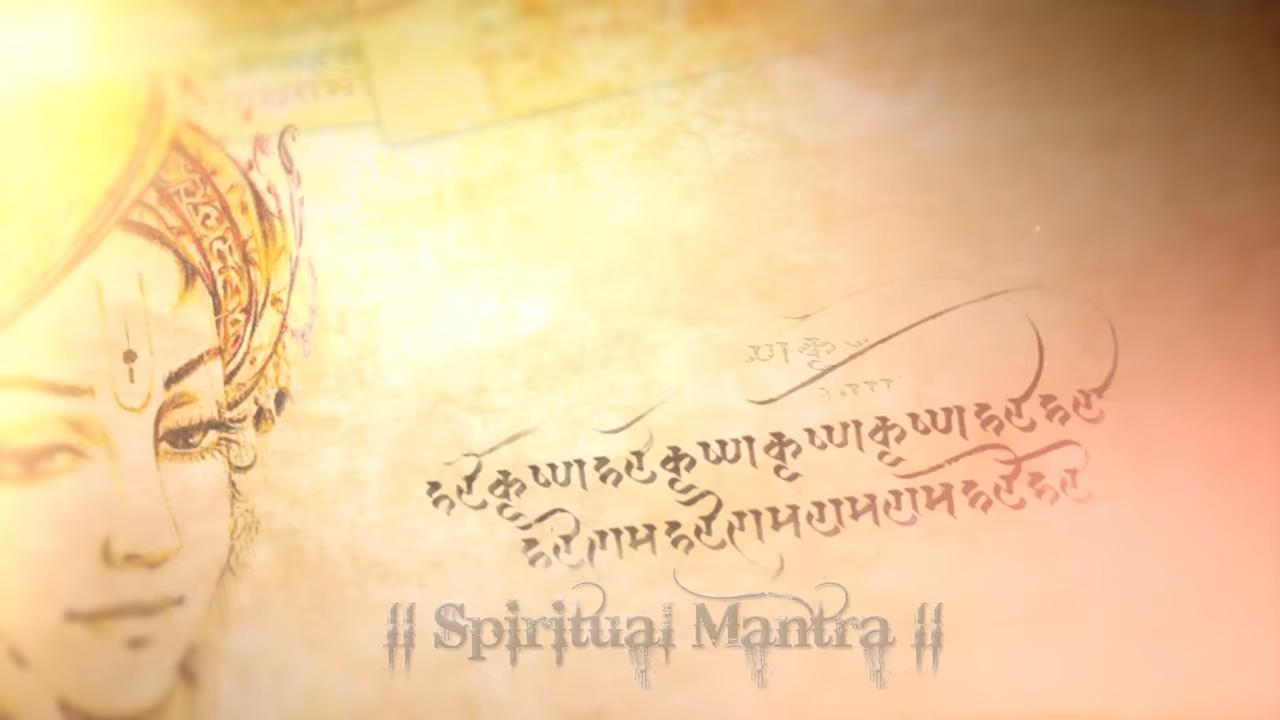 हरे कृष्ण हरे कृष्ण कृष्ण कृष्ण हरे हरे
हरे राम हरे राम राम राम हरे हरे
|| Spiritual Mantra ||